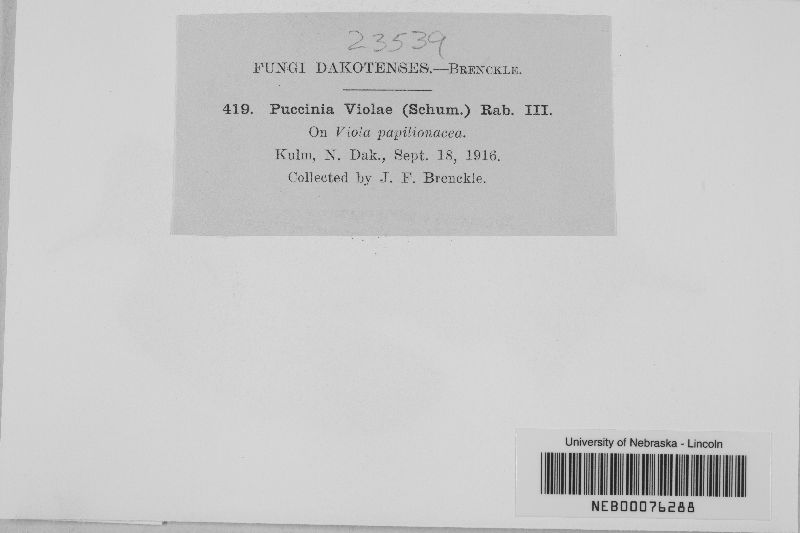 23539
FUNGI DAKOTENSES.—BRENCKLE.
419. Puccinia Violae (Schum.) Rab. III.
On Viola papilionacea.
Kulm, N. Dak., Sept. 18, 1916.
Collected by J. F. Brenckle.
University of Nebraska - Lincoln
NEB00076288